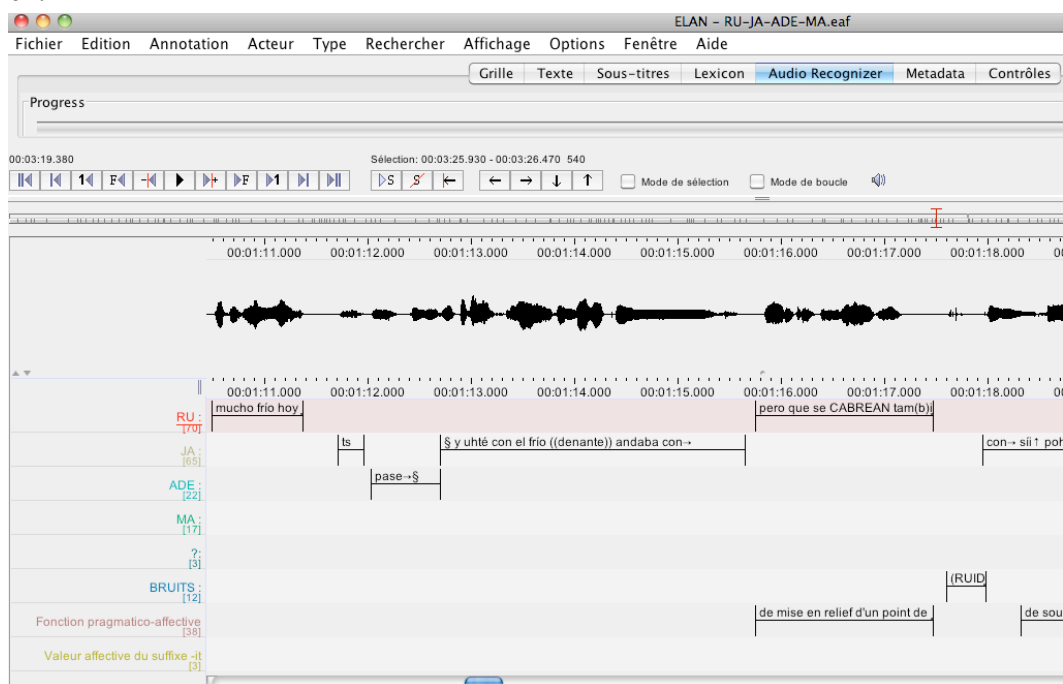 ELAN - RU-JA-ADE-MA.eaf
Fichier Edition Annotation Acteur Type Rechercher Affichage Options Fenêtre Aide
Grille Texte Sous-titres Lexicon Audio Recognizer Metadata Contrôles
Progress
00:03:19.380 Sélection: 00:03:25.930 - 00:03:26.470 540
1 F - + F 1 S S ← ← → ↓ ↑ Mode de sélection Mode de boucle
00:01:11.000 00:01:12.000 00:01:13.000 00:01:14.000 00:01:15.000 00:01:16.000 00:01:17.000 00:01:18.000 00
00:01:11.000 00:01:12.000 00:01:13.000 00:01:14.000 00:01:15.000 00:01:16.000 00:01:17.000 00:01:18.000 00
RU : mucho frío hoy pero que se CABREAN tam(b)i
[70]
JA : ts § y uhté con el frío ((denante)) andaba con→ con→ síi↑ poh
[65]
ADE : pase→§
[22]
MA :
[17]
?:
[3]
BRUITS : (RUID
[12]
Fonction pragmatico-affective de mise en relief d'un point de de sou
[38]
Valeur affective du suffixe -it
[3]